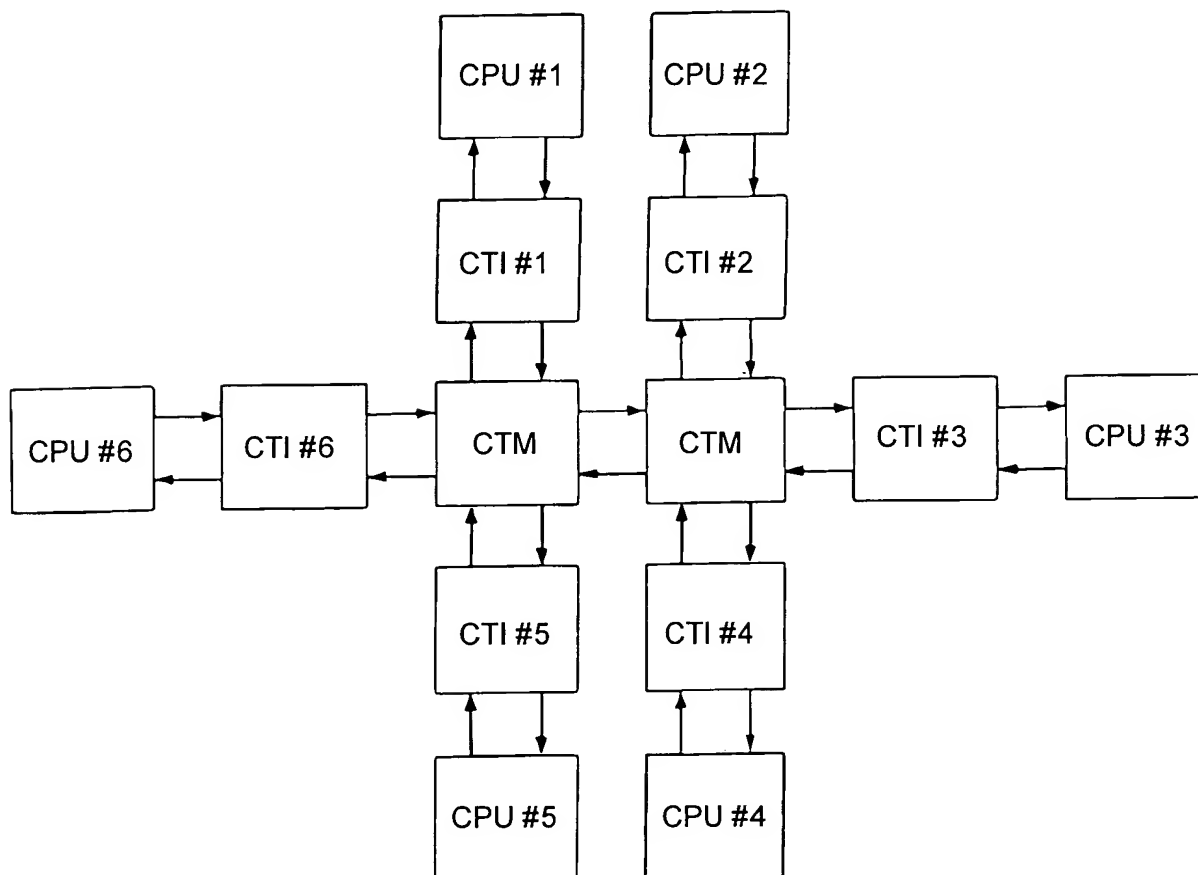 CPU #1
CPU #2
CTI #1
CTI #2
CPU #6
CTI #6
CTM
CTM
CTI #3
CPU #3
CTI #5
CTI #4
CPU #5
CPU #4